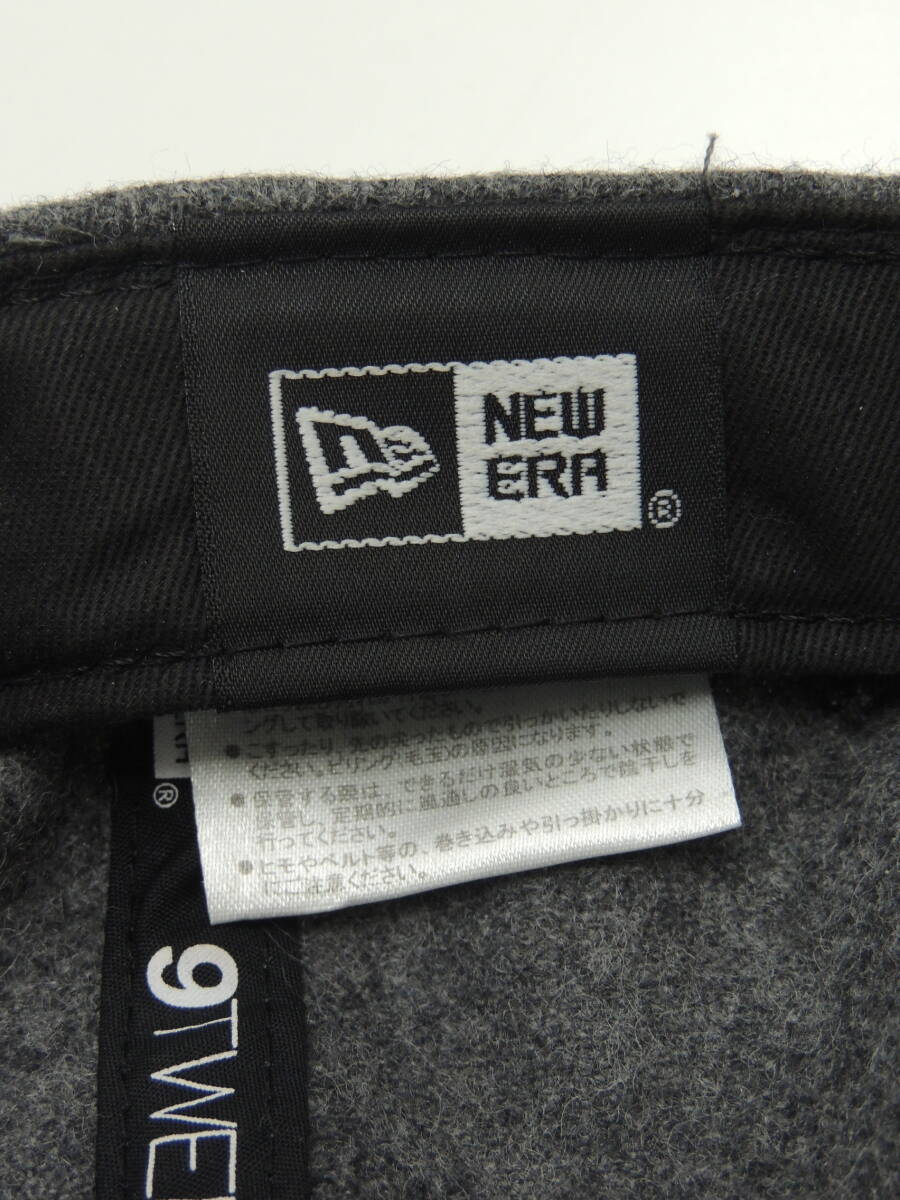 NEW
ERA
®
ングして取り除いてください。
●こすったり、先の尖ったもので引っかいたりしないで
ください。ピリング(毛玉)の原因になります。
●保管する際は、できるだけ湿気の少ない状態で
保管し、定期的に風通しの良いところで陰干しを
行ってください。
●ヒモやベルト等の、巻き込みや引っ掛かりに十分
にご注意ください。
®
9TWE